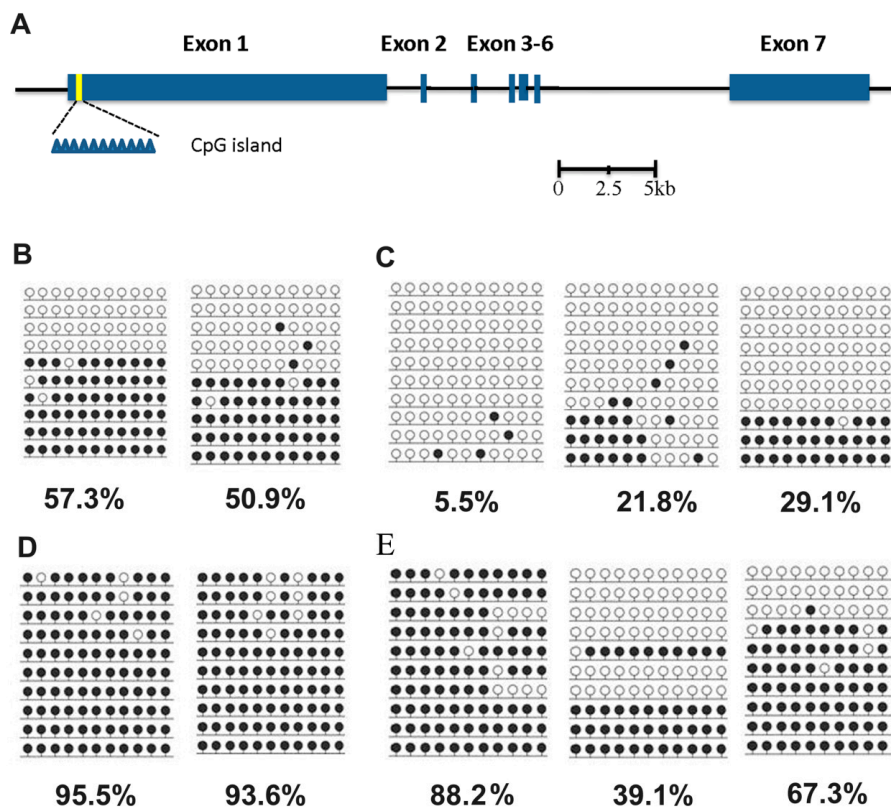 A
Exon 1 Exon 2 Exon 3-6 Exon 7
CpG island
0 2.5 5kb
B
57.3% 50.9%
C
5.5% 21.8% 29.1%
D
95.5% 93.6%
E
88.2% 39.1% 67.3%